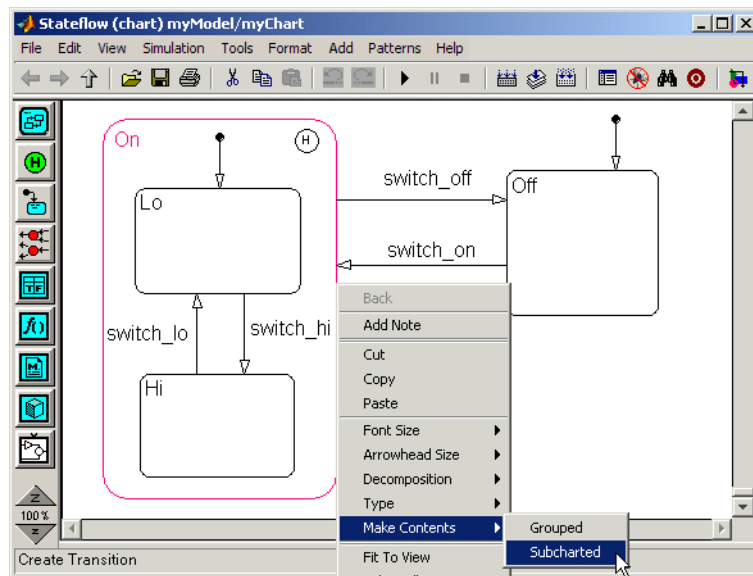 Stateflow (chart) myModel/myChart
File Edit View Simulation Tools Format Add Patterns Help
On
H
switch_off
Off
Lo
switch_on
switch_lo
switch_hi
Hi
Back
Add Note
Cut
Copy
Paste
Font Size
Arrowhead Size
Decomposition
Type
Make Contents
Grouped
Subcharted
Fit To View
H
TF
f()
M
Z
100 %
Z
Create Transition